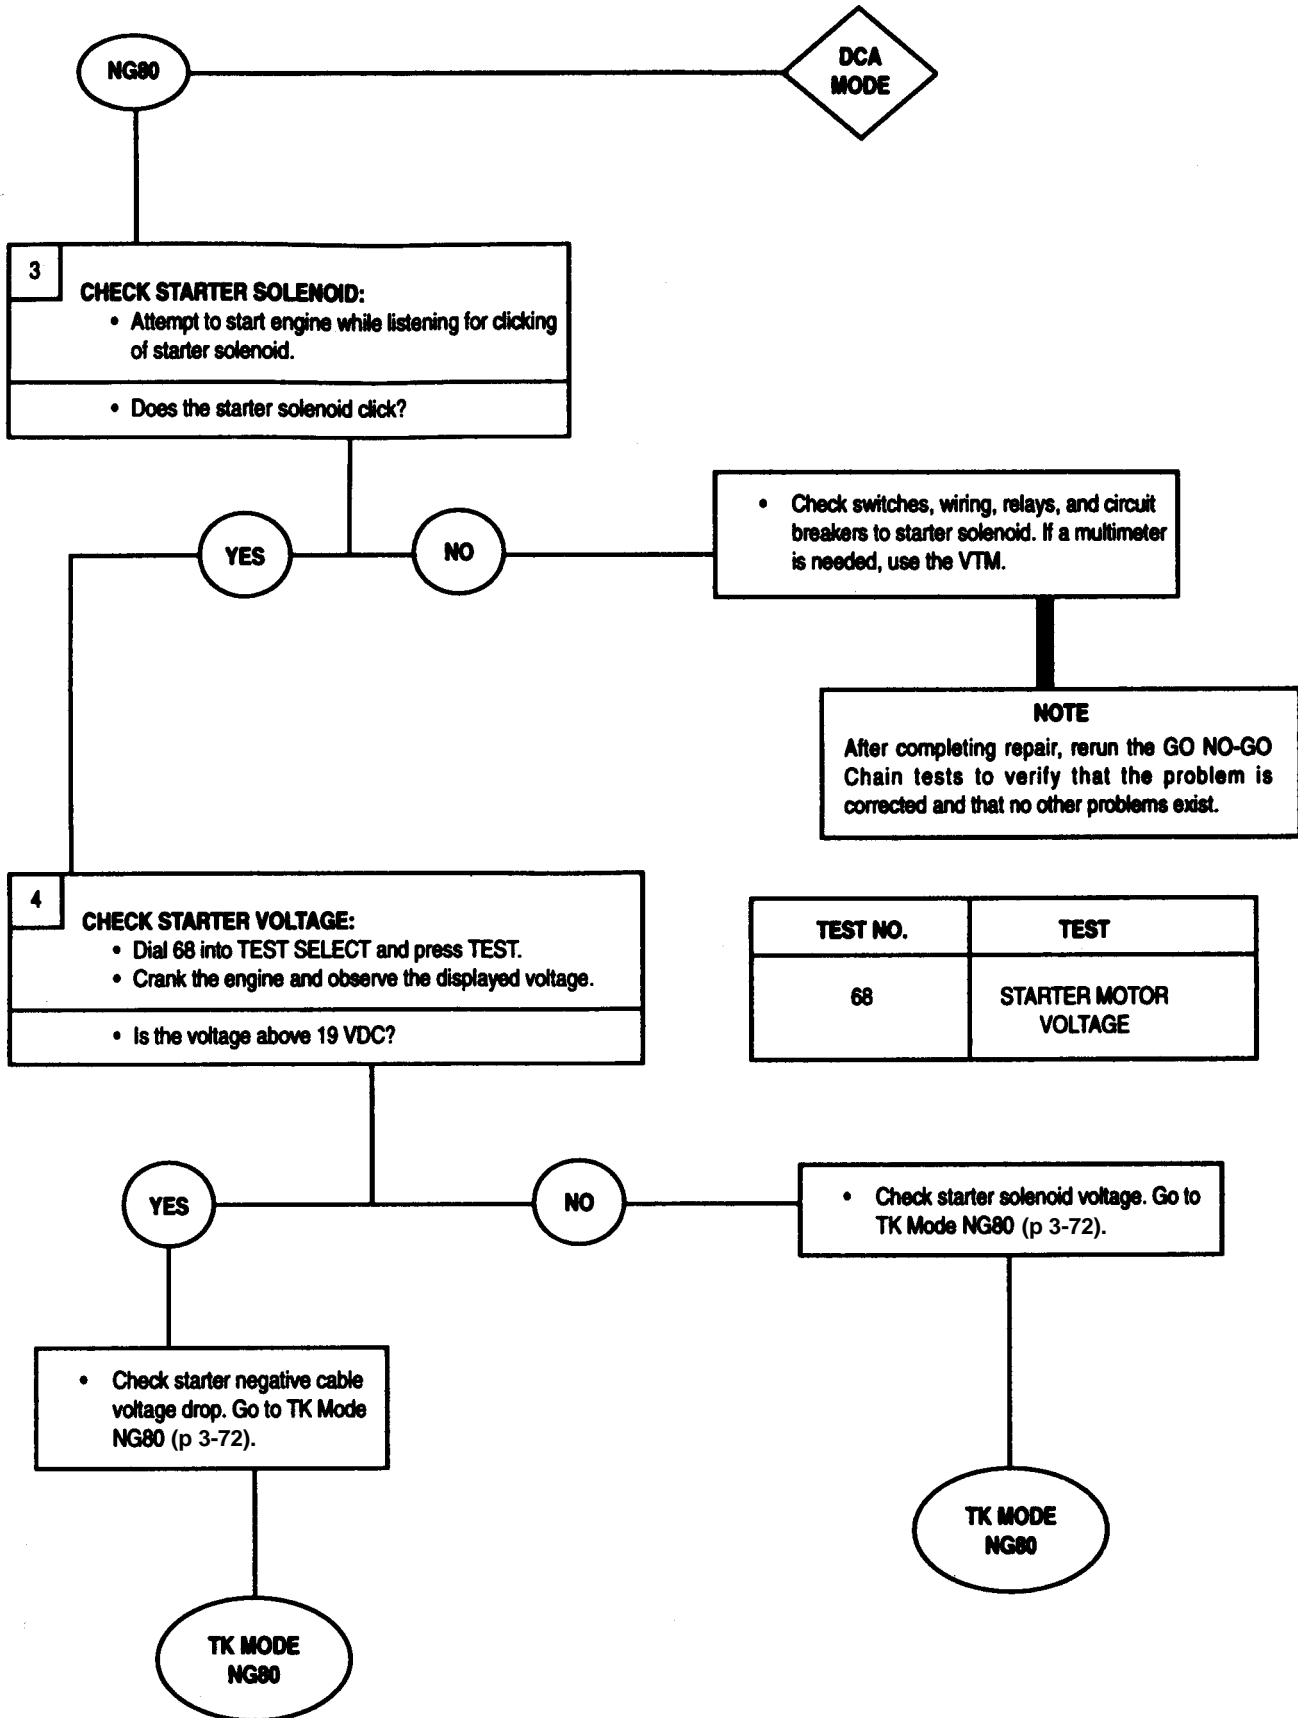 NG80
DCA
MODE
3
CHECK STARTER SOLENOID:
• Attempt to start engine while listening for clicking
of starter solenoid.
• Does the starter solenoid click?
YES
NO
• Check switches, wiring, relays, and circuit
breakers to starter solenoid. If a multimeter
is needed, use the VTM.
NOTE
After completing repair, rerun the GO NO-GO
Chain tests to verify that the problem is
corrected and that no other problems exist.
4
CHECK STARTER VOLTAGE:
• Dial 68 into TEST SELECT and press TEST.
• Crank the engine and observe the displayed voltage.
• Is the voltage above 19 VDC?
TEST NO.
TEST
68
STARTER MOTOR
VOLTAGE
YES
NO
• Check starter solenoid voltage. Go to
TK Mode NG80 (p 3-72).
• Check starter negative cable
voltage drop. Go to TK Mode
NG80 (p 3-72).
TK MODE
NG80
TK MODE
NG80